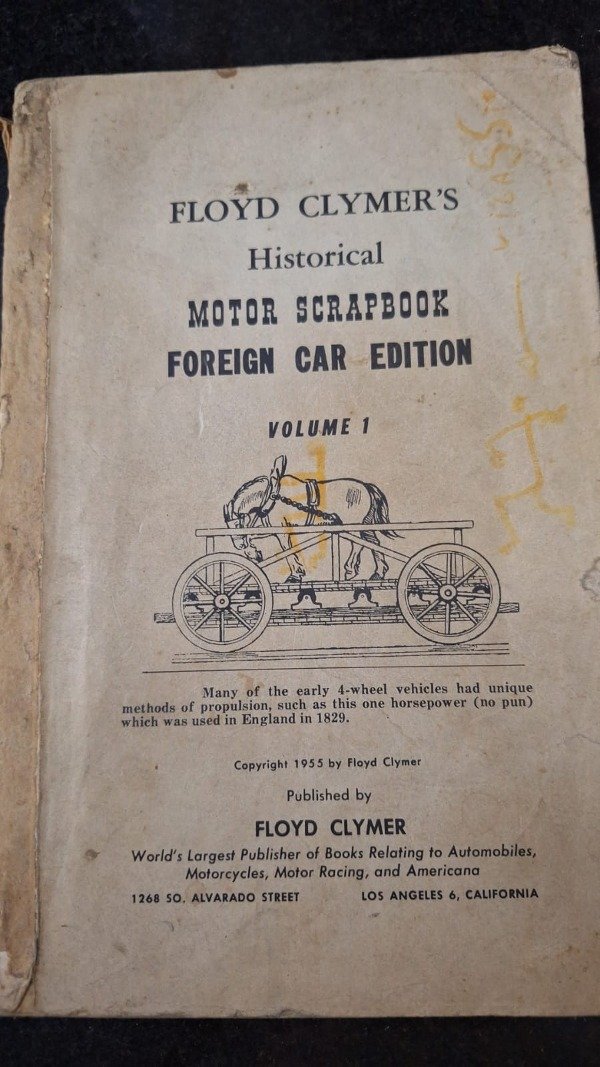 FLOYD CLYMER'S
Historical
MOTOR SCRAPBOOK
FOREIGN CAR EDITION
VOLUME 1
Many of the early 4-wheel vehicles had unique
methods of propulsion, such as this one horsepower (no pun)
which was used in England in 1829.
Copyright 1955 by Floyd Clymer
Published by
FLOYD CLYMER
World's Largest Publisher of Books Relating to Automobiles,
Motorcycles, Motor Racing, and Americana
1268 SO. ALVARADO STREET LOS ANGELES 6, CALIFORNIA